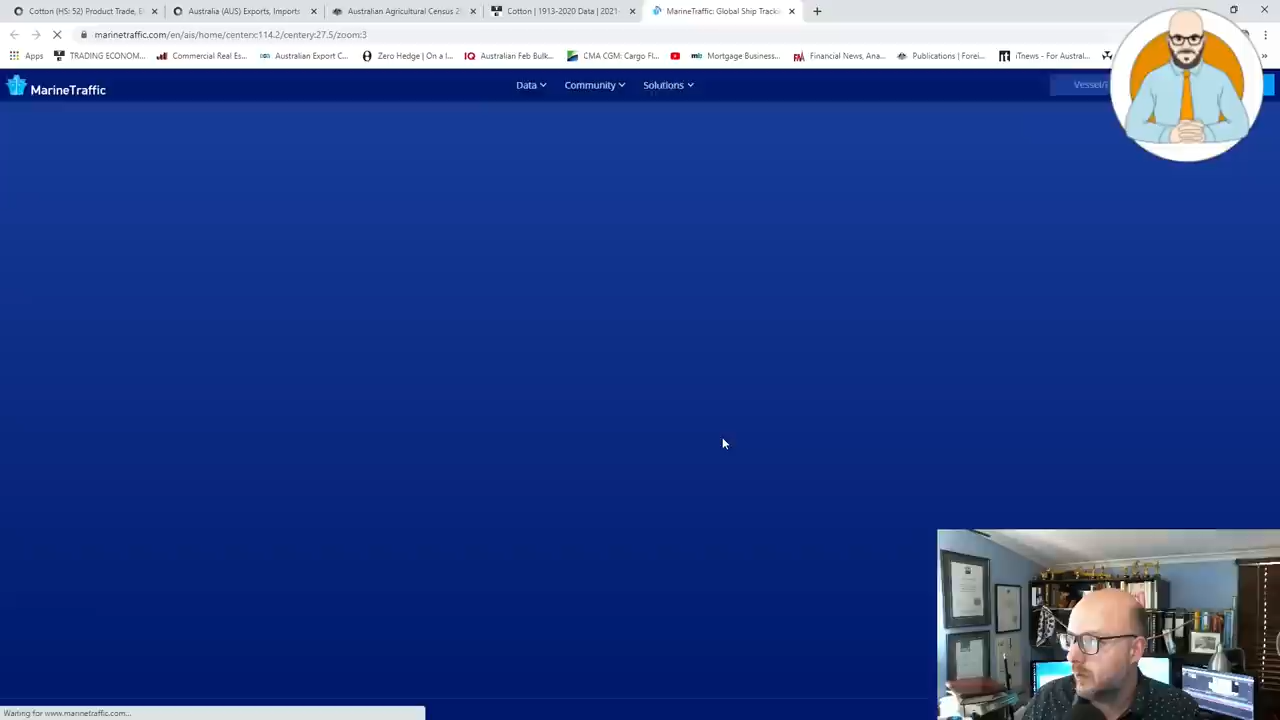 Cotton (HS: 52) Product Trade, E
Australia (AUS) Exports, Imports
Australian Agricultural Census 2
Cotton | 1913-2020 Data | 2021-
MarineTraffic: Global Ship Tracki
marinetraffic.com/en/ais/home/centerx:114.2/centery:27.5/zoom:3
Apps
TRADING ECONOM...
Commercial Real Es...
Australian Export C...
Zero Hedge | On a l...
Australian Feb Bulk...
CMA CGM: Cargo Fl...
Mortgage Business...
Financial News, Ana...
Publications | Forei...
iTnews - For Austral...
MarineTraffic
Data
Community
Solutions
Vessel/
Waiting for www.marinetraffic.com...